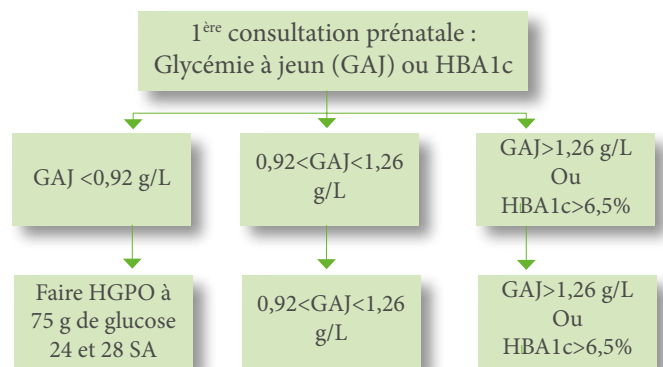 1ère consultation prénatale :
Glycémie à jeun (GAJ) ou HBA1c
GAJ <0,92 g/L
0,92<GAJ<1,26
g/L
GAJ>1,26 g/L
Ou
HBA1c>6,5%
Faire HGPO à
75 g de glucose
24 et 28 SA
0,92<GAJ<1,26
g/L
GAJ>1,26 g/L
Ou
HBA1c>6,5%